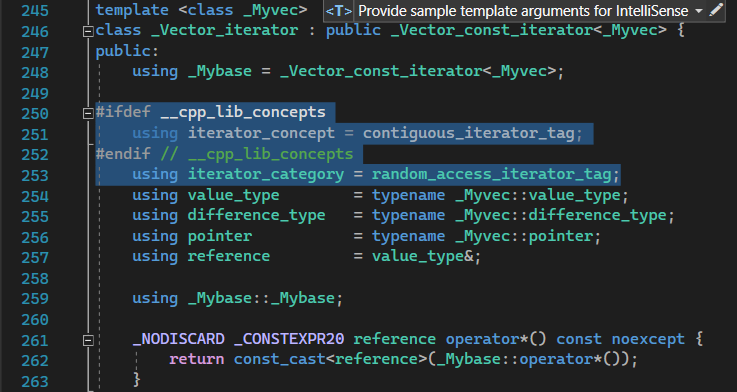 245 template <class _Myvec> <T> Provide sample template arguments for IntelliSense
246 class _Vector_iterator : public _Vector_const_iterator<_Myvec> {
247 public:
248     using _Mybase = _Vector_const_iterator<_Myvec>;
249
250 #ifdef __cpp_lib_concepts
251     using iterator_concept = contiguous_iterator_tag;
252 #endif // __cpp_lib_concepts
253     using iterator_category = random_access_iterator_tag;
254     using value_type        = typename _Myvec::value_type;
255     using difference_type   = typename _Myvec::difference_type;
256     using pointer           = typename _Myvec::pointer;
257     using reference         = value_type&;
258
259     using _Mybase::_Mybase;
260
261     _NODISCARD _CONSTEXPR20 reference operator*() const noexcept {
262         return const_cast<reference>(_Mybase::operator*());
263     }